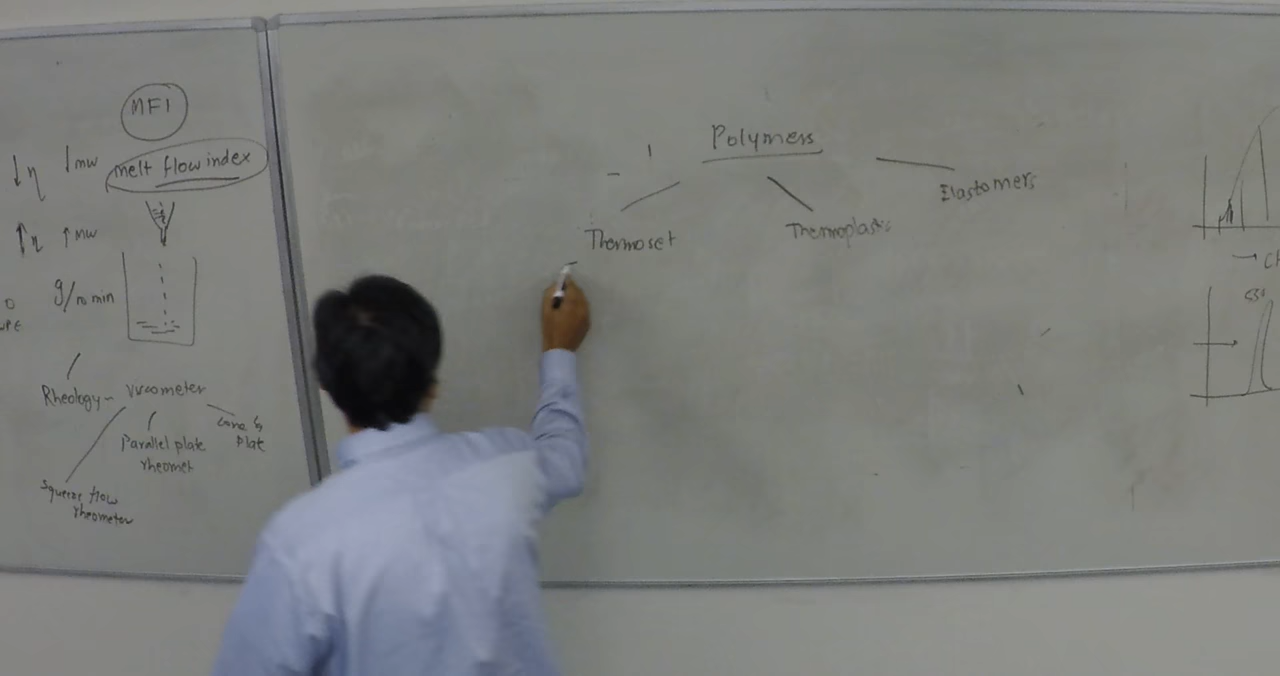 MFI
↓η ↓mw melt flow index
↑η ↑mw
g/10 min
Rheology - Viscometer
Cone &
Plat
Parallel plate
rheomet
Squeeze flow
rheometer
Polymers
Thermoset
Thermoplastic
Elastomers